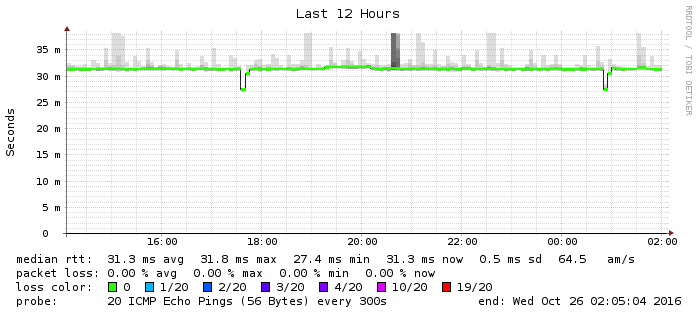 Last 12 Hours
RRDTOOL / TOBI OETIKER
Seconds
35 m
30 m
25 m
20 m
15 m
10 m
5 m
0
16:00 18:00 20:00 22:00 00:00 02:00
median rtt: 31.3 ms avg 31.8 ms max 27.4 ms min 31.3 ms now 0.5 ms sd 64.5 am/s
packet loss: 0.00 % avg 0.00 % max 0.00 % min 0.00 % now
loss color: 0 1/20 2/20 3/20 4/20 10/20 19/20
probe: 20 ICMP Echo Pings (56 Bytes) every 300s end: Wed Oct 26 02:05:04 2016